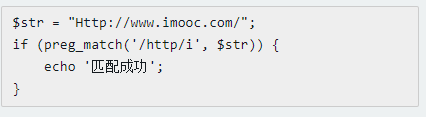 $str = "Http://www.imooc.com/";
if (preg_match('/http/i', $str)) {
    echo '匹配成功';
}